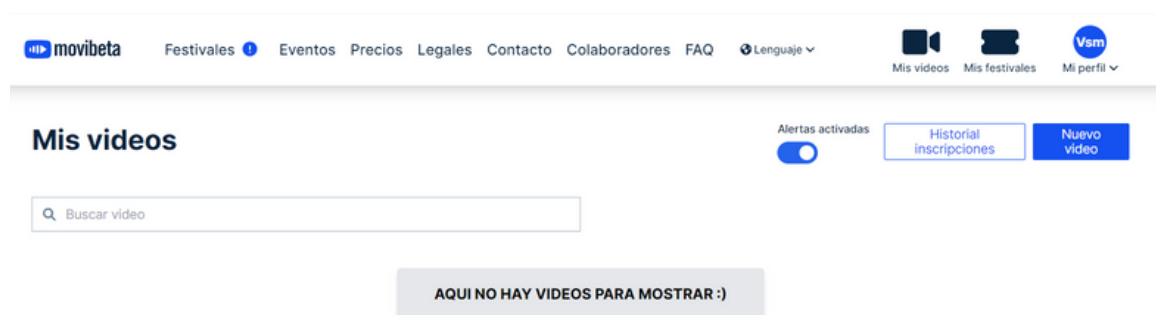 movibeta
Festivales ! Eventos Precios Legales Contacto Colaboradores FAQ Lenguaje
Mis videos Mis festivales
Vsm
Mi perfil
Mis videos
Alertas activadas
Historial
inscripciones
Nuevo
video
Buscar video
AQUI NO HAY VIDEOS PARA MOSTRAR :)